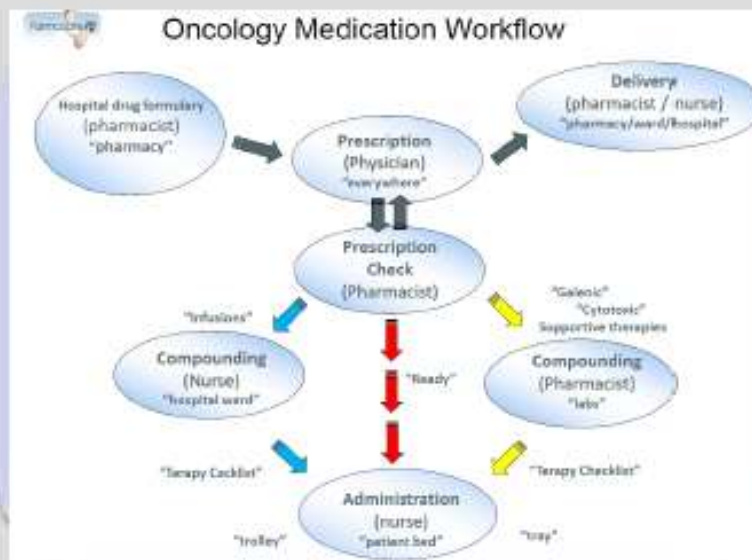 Oncology Medication Workflow
Hospital drug formulary
(pharmacist)
"pharmacy"
Prescription
(Physician)
"everywhere"
Delivery
(pharmacist / nurse)
"pharmacy/ward/hospital"
Prescription
Check
(Pharmacist)
"Infusions"
"Galenic"
"Cytotoxic"
Supportive therapies
Compounding
(Nurse)
"hospital ward"
"Ready"
Compounding
(Pharmacist)
"labs"
"Terapy Cacklist"
"Terapy Checklist"
Administration
(nurse)
"patient bed"
"trolley"
"tray"